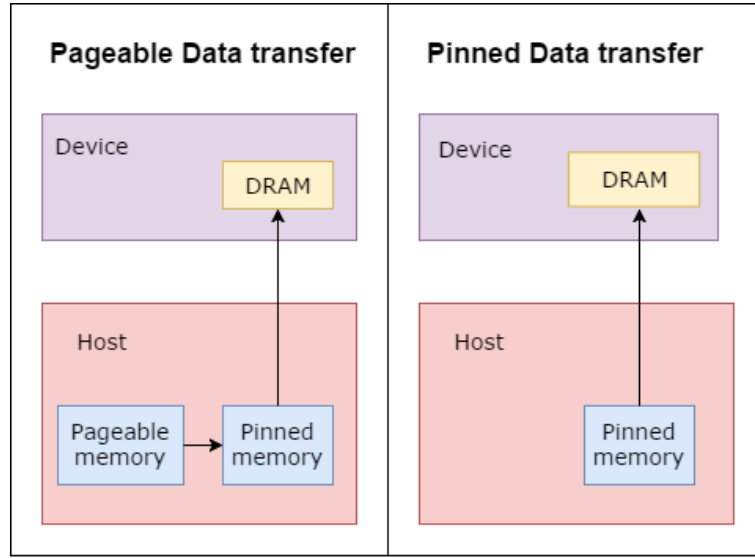 Pageable Data transfer
Device
DRAM
Host
Pageable
memory
Pinned
memory
Pinned Data transfer
Device
DRAM
Host
Pinned
memory